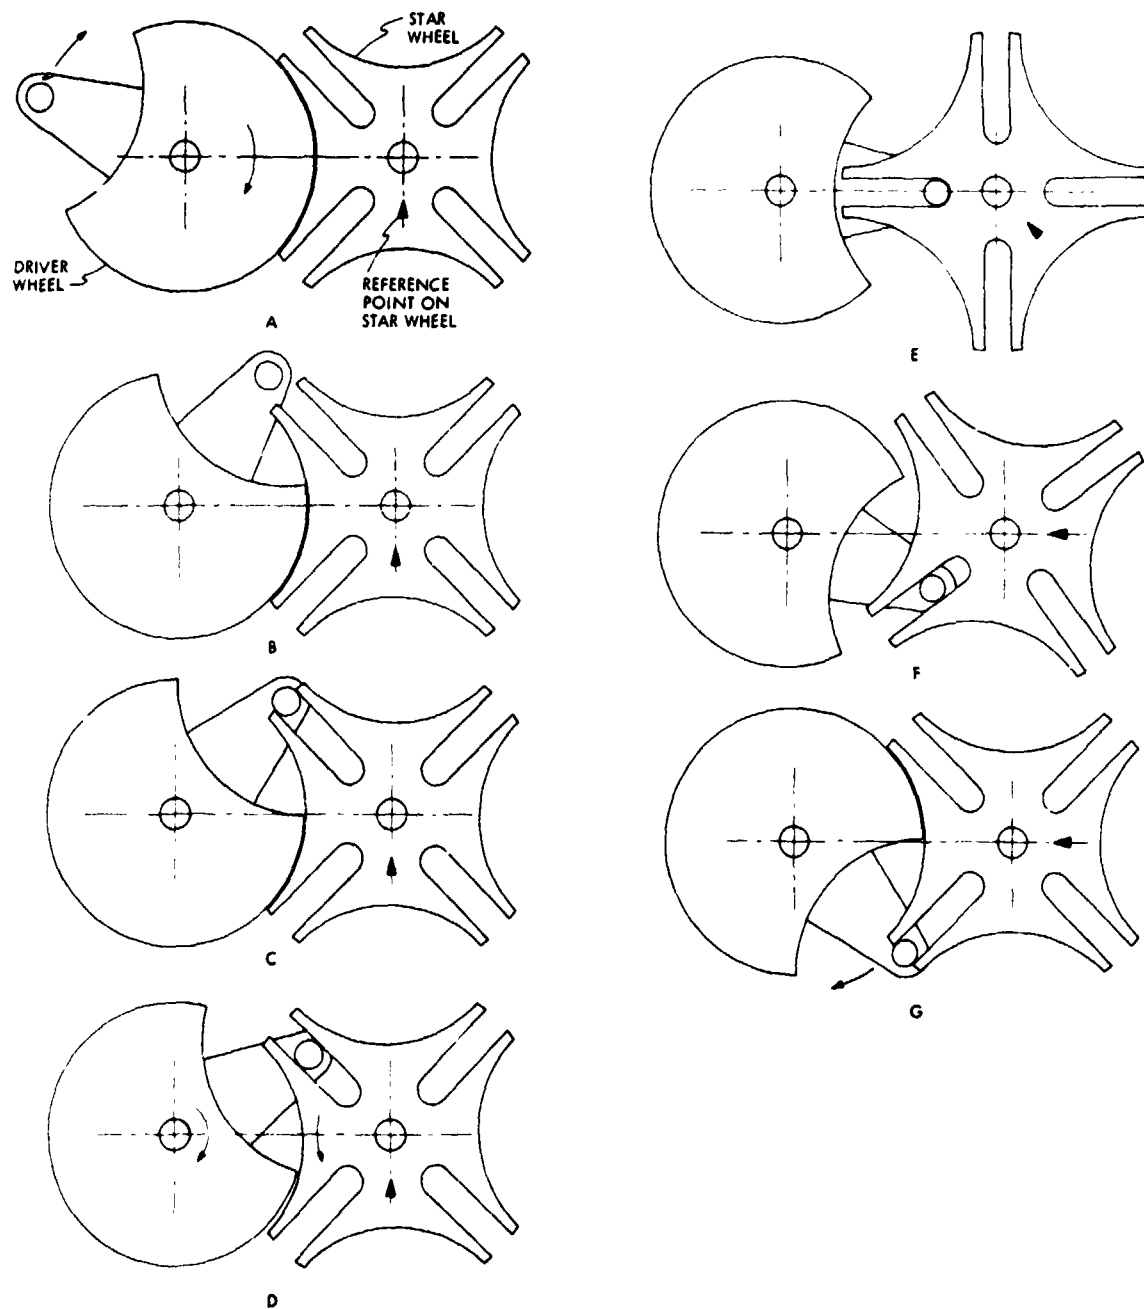 STAR
WHEEL
DRIVER
WHEEL
REFERENCE
POINT ON
STAR WHEEL
A
B
C
D
E
F
G